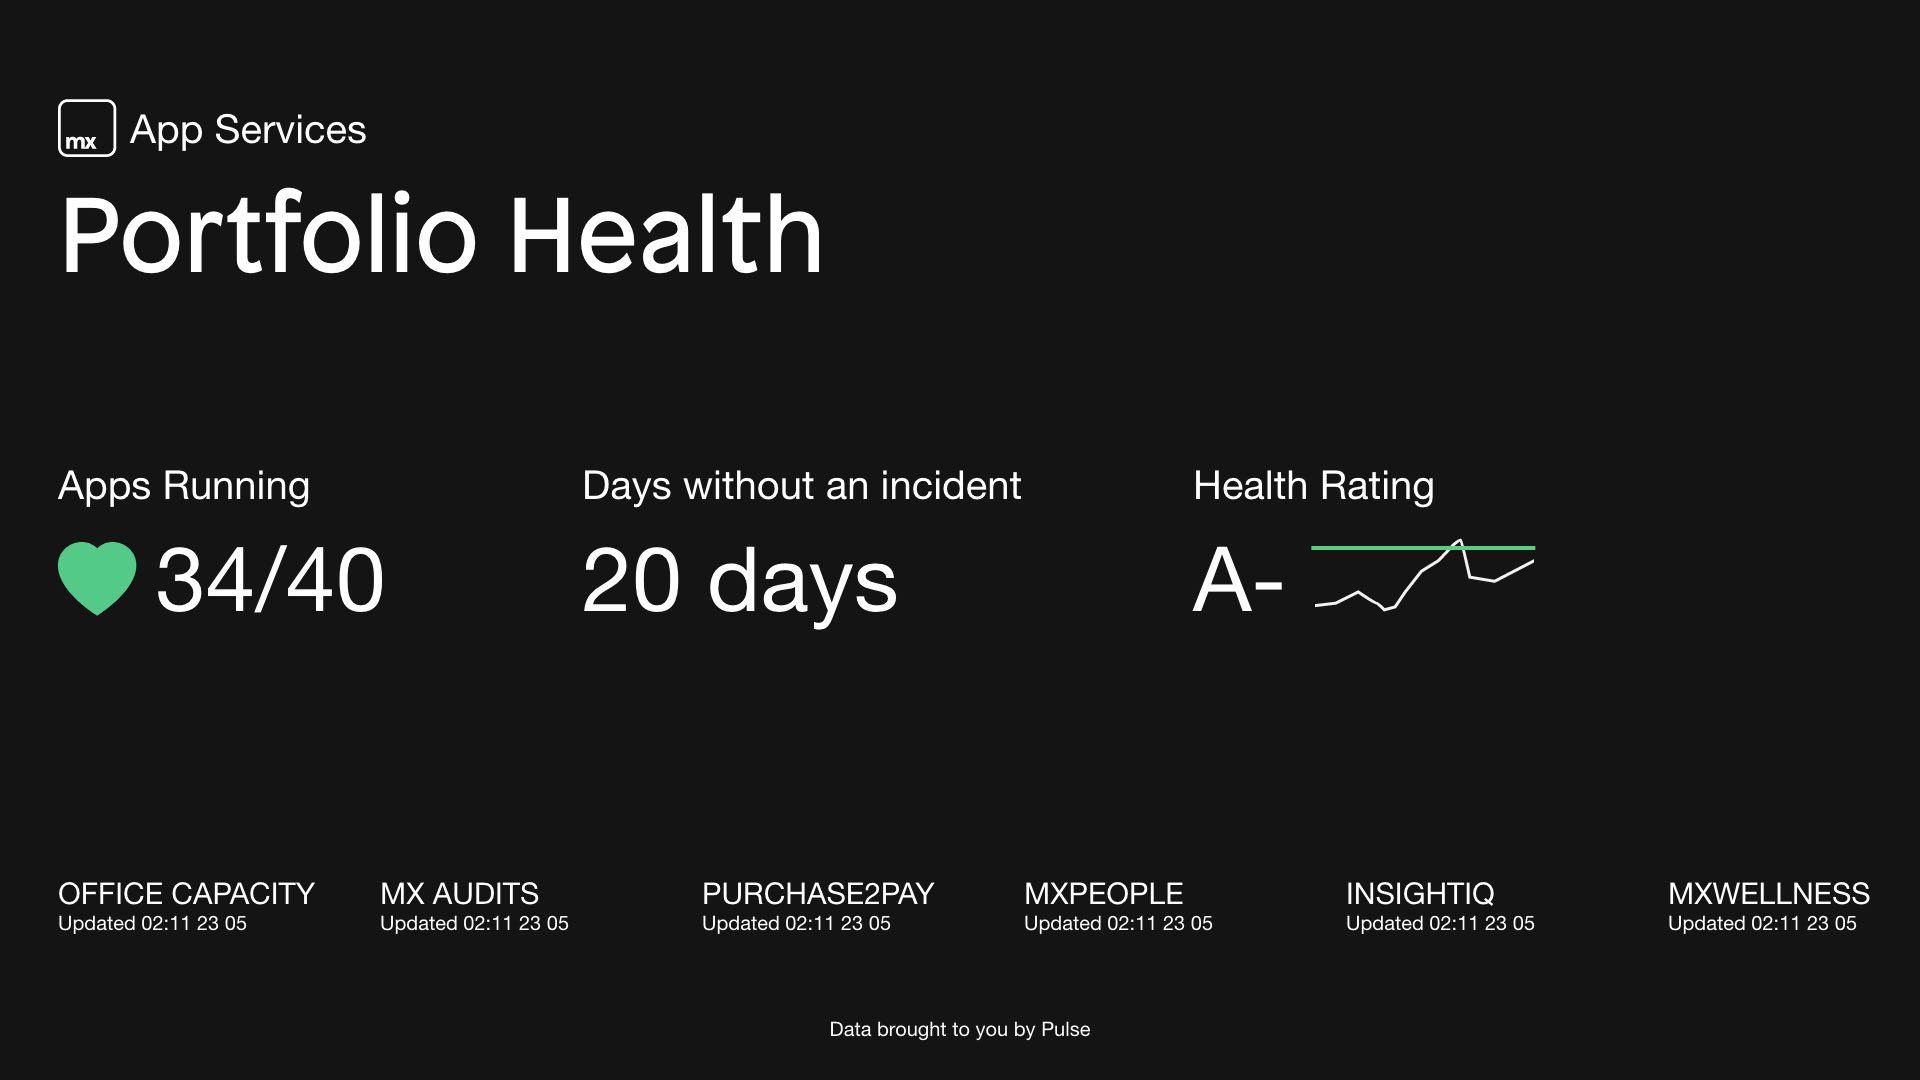 mx
App Services
Portfolio Health
Apps Running
34/40
Days without an incident
20 days
Health Rating
A-
OFFICE CAPACITY
Updated 02:11 23 05
MX AUDITS
Updated 02:11 23 05
PURCHASE2PAY
Updated 02:11 23 05
MXPEOPLE
Updated 02:11 23 05
INSIGHTIQ
Updated 02:11 23 05
MXWELLNESS
Updated 02:11 23 05
Data brought to you by Pulse